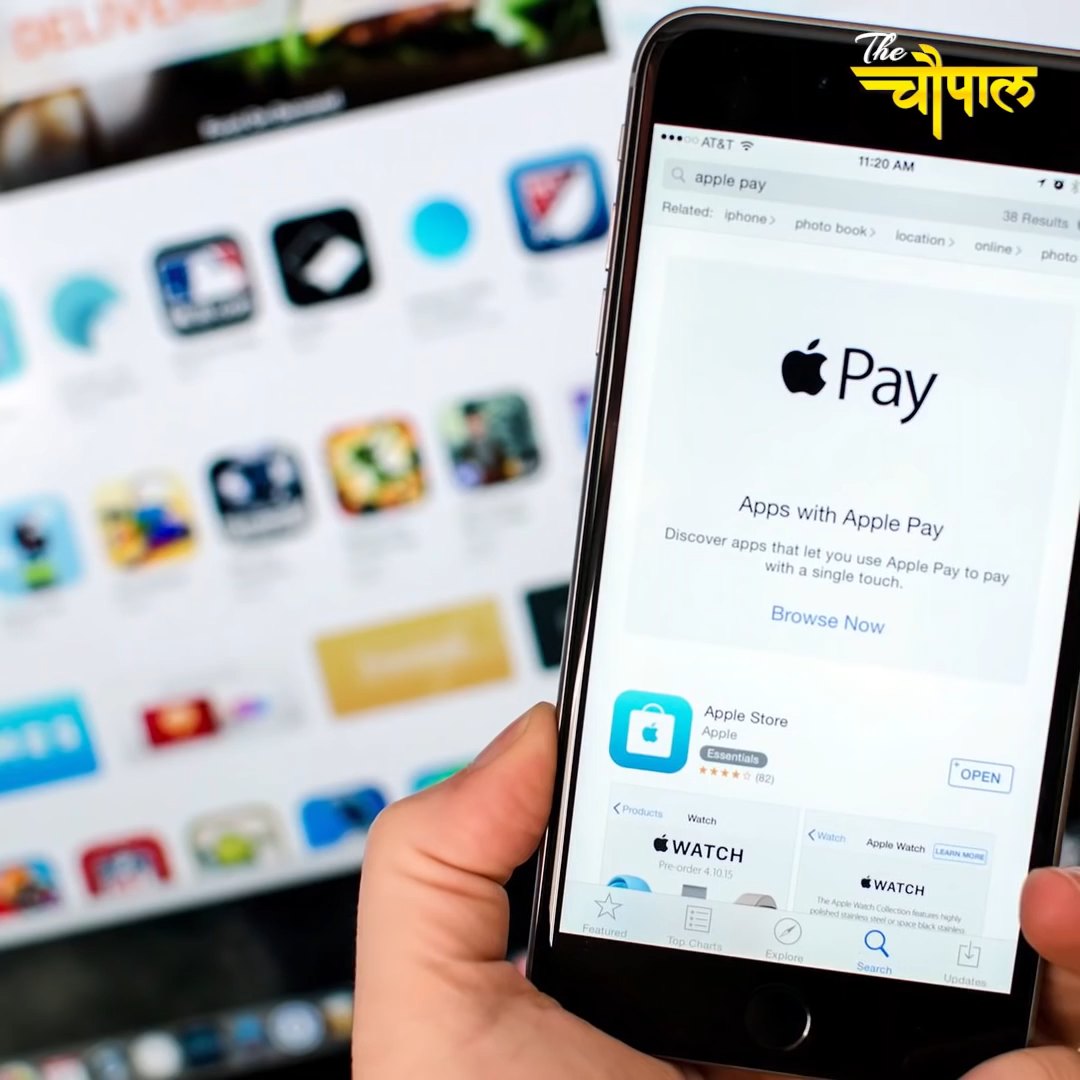 DELIVERED
The
चौपाल
AT&T
11:20 AM
apple pay
38 Results
Related: iphone> photo book> location> online> photo
Pay
Apps with Apple Pay
Discover apps that let you use Apple Pay to pay
with a single touch.
Browse Now
Apple Store
Apple
Essentials
(82)
OPEN
<Products Watch
WATCH
Pre-order 4.10.15
<Watch Apple Watch LEARN MORE
WATCH
The Apple Watch Collection features highly
polished stainless steel or space black stainless
Featured
Top Charts
Explore
Search
Updates